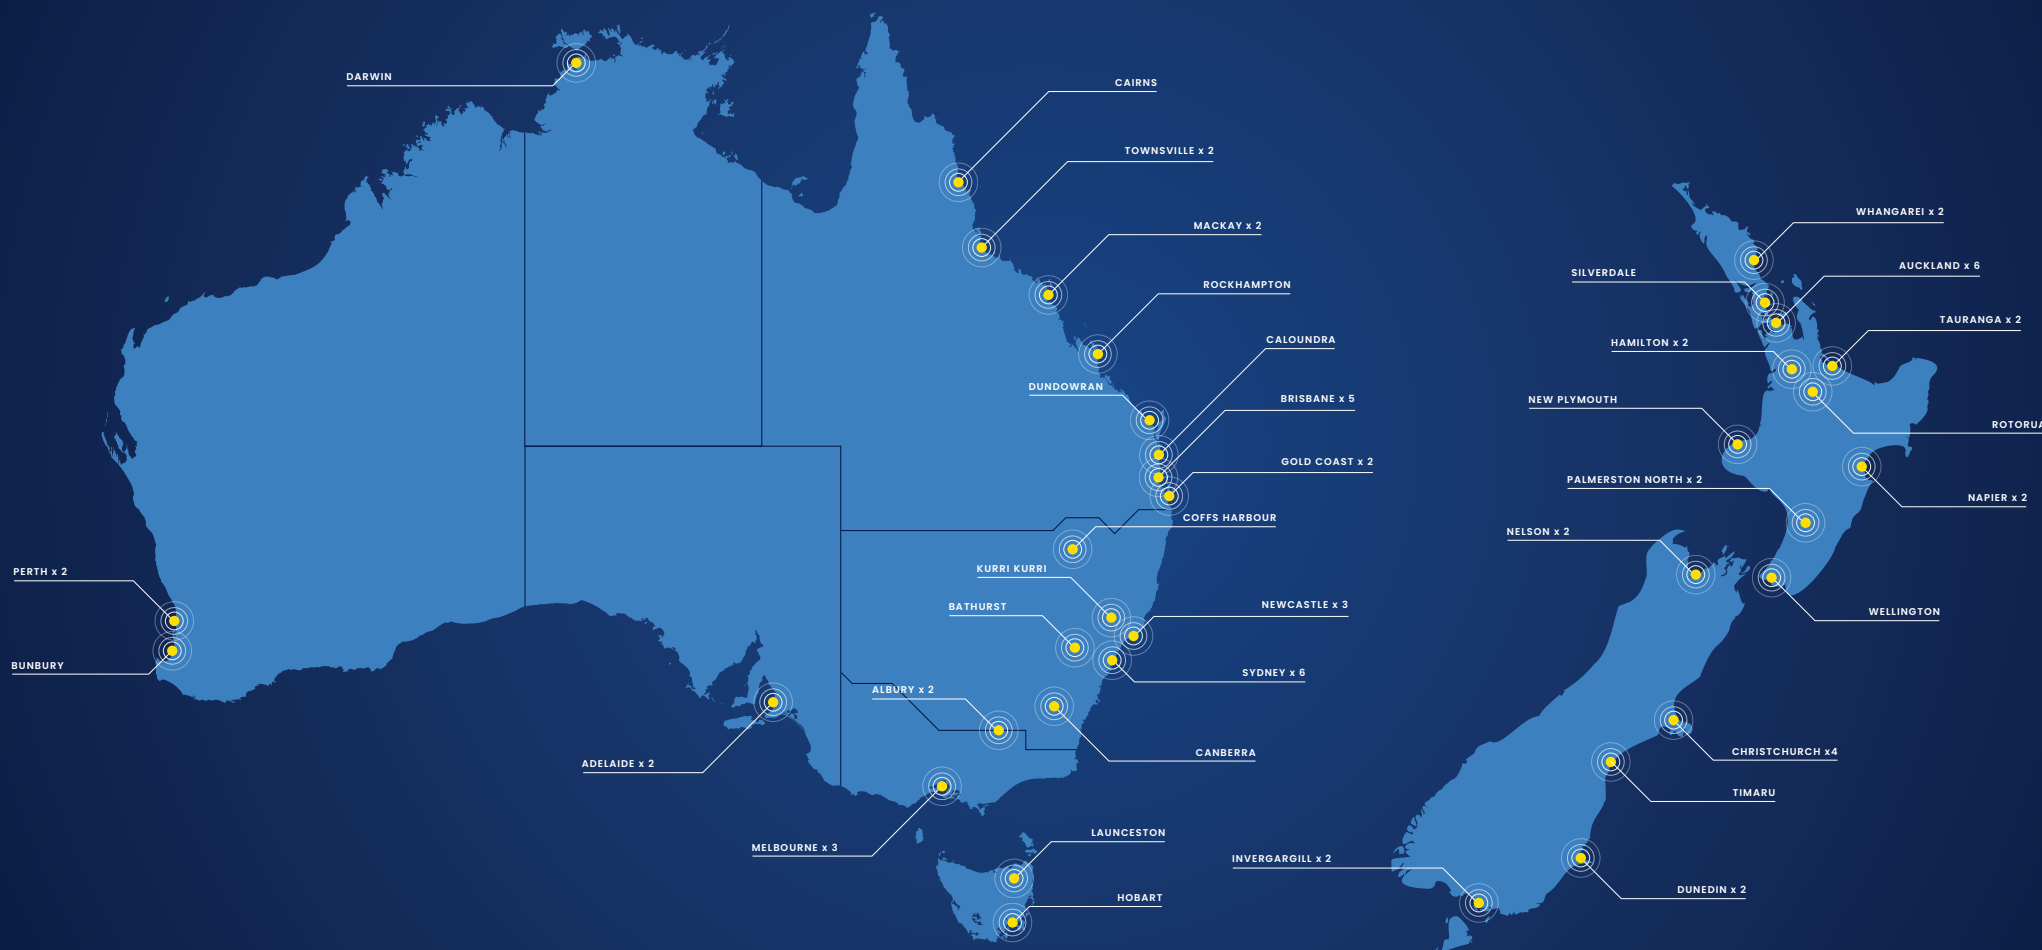 DARWIN
CAIRNS
TOWNSVILLE x 2
MACKAY x 2
ROCKHAMPTON
CALOUNDRA
DUNDOWRAN
BRISBANE x 5
GOLD COAST x 2
COFFS HARBOUR
KURRI KURRI
BATHURST
NEWCASTLE x 3
SYDNEY x 6
ALBURY x 2
CANBERRA
PERTH x 2
BUNBURY
ADELAIDE x 2
MELBOURNE x 3
LAUNCESTON
HOBART
WHANGAREI x 2
SILVERDALE
AUCKLAND x 6
TAURANGA x 2
HAMILTON x 2
NEW PLYMOUTH
ROTORUA
PALMERSTON NORTH x 2
NAPIER x 2
NELSON x 2
WELLINGTON
CHRISTCHURCH x4
TIMARU
INVERGARGILL x 2
DUNEDIN x 2